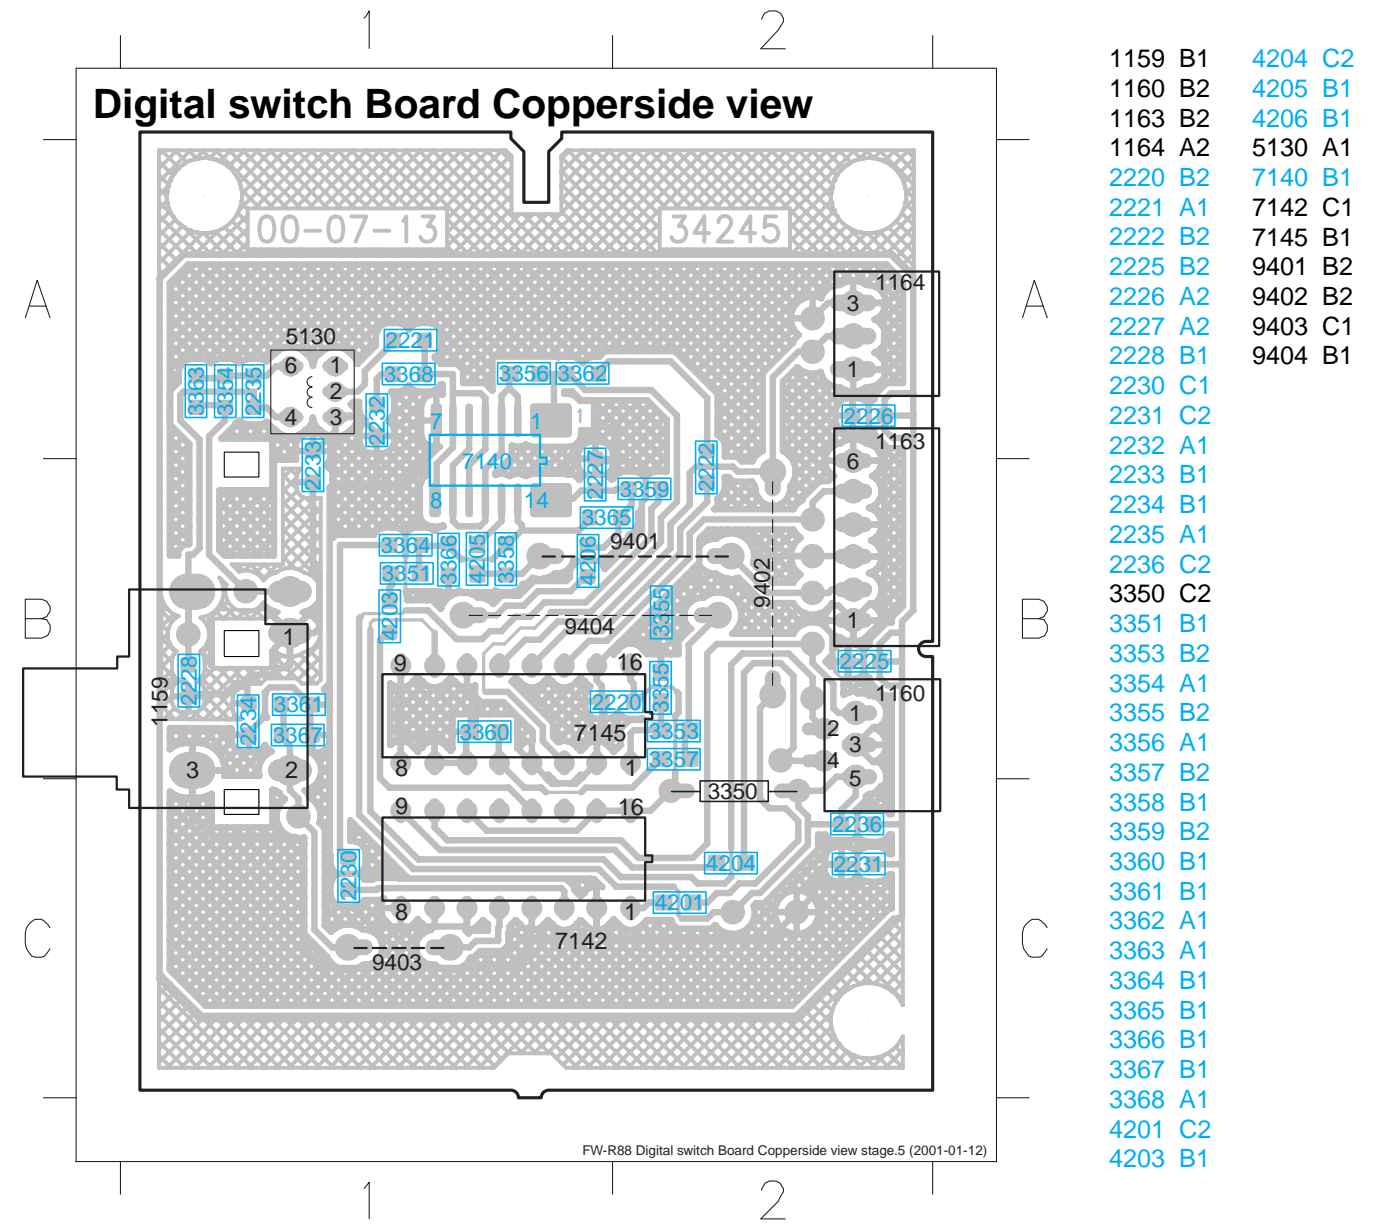 1 2
Digital switch Board Copperside view
00-07-13 34245
A A
1164
3
5130
2221
6 1
3368 3356 3362
1
3363 3354 2235
2
2232
4 3
7 1 1
2226
1163
7140
2233
2227
2222
6
8 14
3359
3365
3364 3366 4205 3358 4206 9401
3351
9402
4203
3355
9404
B B
1
1
9 16
2225
1159
2228
3355
1160
2234
3361
2220
1
3367
3360 7145 3353
2
3
3357
4
3 2
8 1
5
3350
9 16
2236
2230
4204 2231
4201
8 1
7142
C C
9403
FW-R88 Digital switch Board Copperside view stage.5 (2001-01-12)
1 2
1159 B1
1160 B2
1163 B2
1164 A2
2220 B2
2221 A1
2222 B2
2225 B2
2226 A2
2227 A2
2228 B1
2230 C1
2231 C2
2232 A1
2233 B1
2234 B1
2235 A1
2236 C2
3350 C2
3351 B1
3353 B2
3354 A1
3355 B2
3356 A1
3357 B2
3358 B1
3359 B2
3360 B1
3361 B1
3362 A1
3363 A1
3364 B1
3365 B1
3366 B1
3367 B1
3368 A1
4201 C2
4203 B1
4204 C2
4205 B1
4206 B1
5130 A1
7140 B1
7142 C1
7145 B1
9401 B2
9402 B2
9403 C1
9404 B1